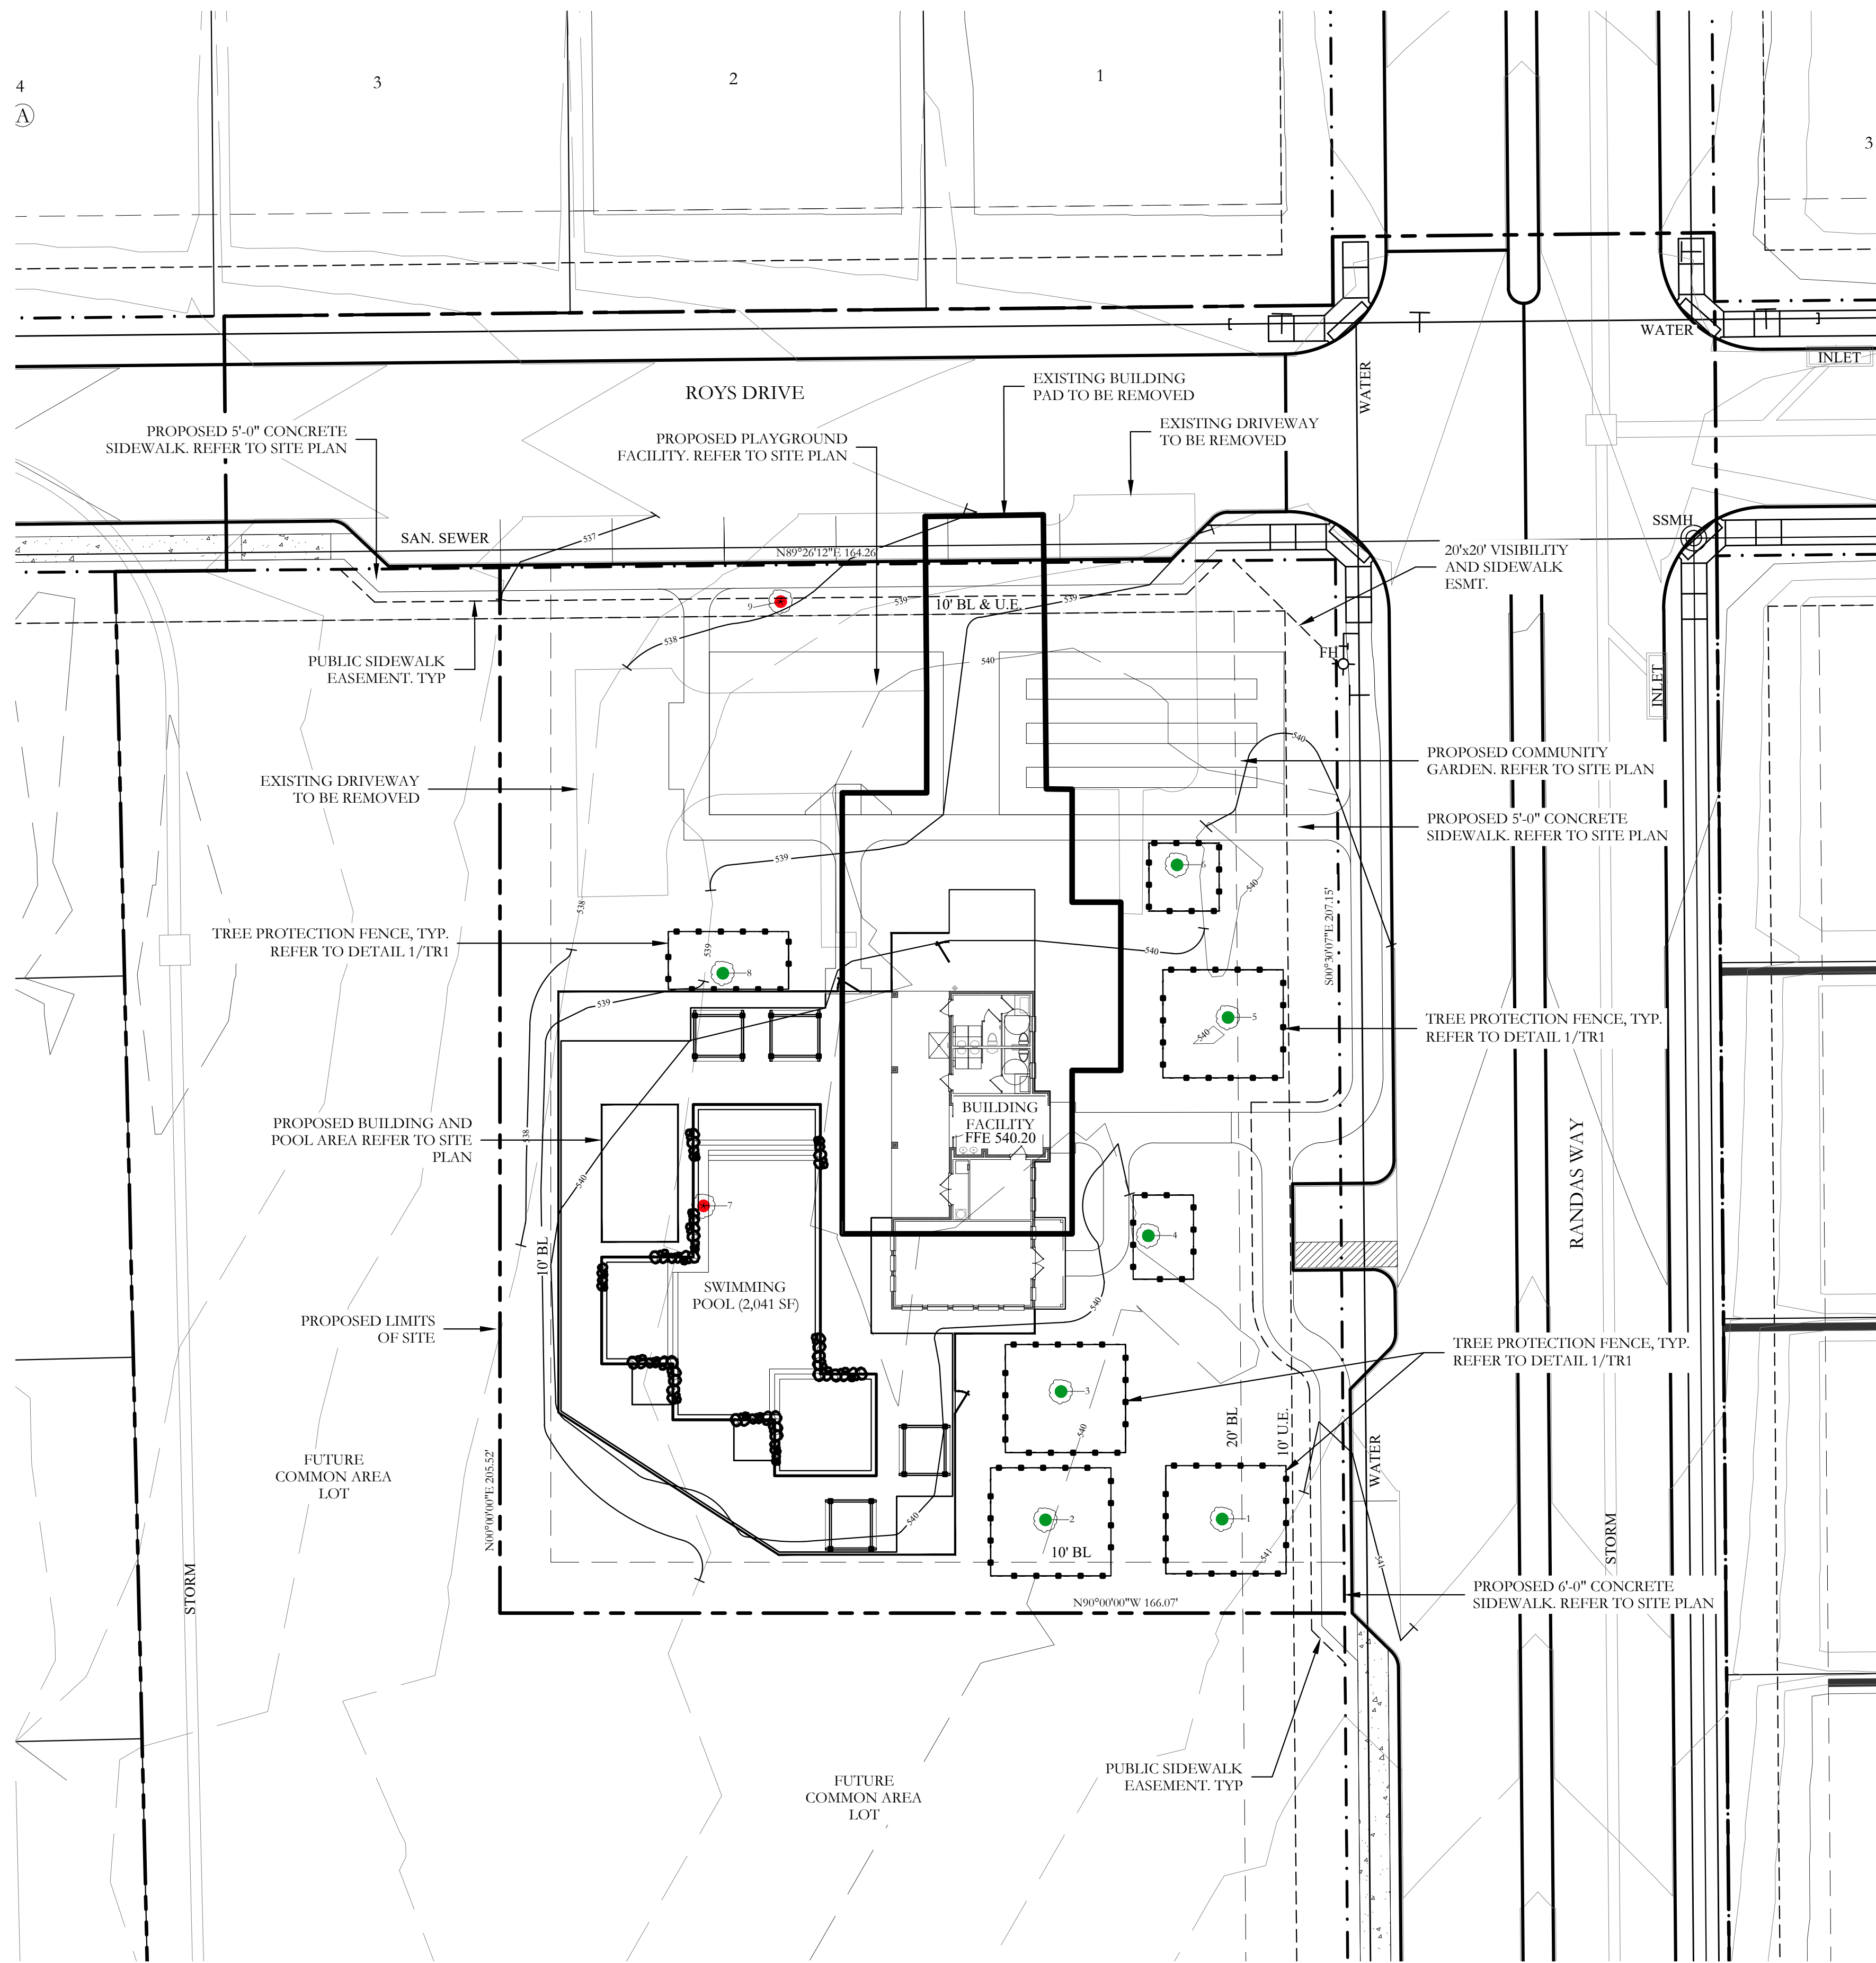 4
A
3
2
1
3
WATER
INLET
WATER
ROYS DRIVE
EXISTING BUILDING
PAD TO BE REMOVED
PROPOSED 5'-0" CONCRETE
SIDEWALK. REFER TO SITE PLAN
PROPOSED PLAYGROUND
FACILITY. REFER TO SITE PLAN
EXISTING DRIVEWAY
TO BE REMOVED
SAN. SEWER
537
N89°26'12"E 164.26'
SSMH
20'x20' VISIBILITY
AND SIDEWALK
ESMT.
9
539
10' BL & U.E.
539
538
PUBLIC SIDEWALK
EASEMENT. TYP
540
FH
INLET
540
PROPOSED COMMUNITY
GARDEN. REFER TO SITE PLAN
EXISTING DRIVEWAY
TO BE REMOVED
PROPOSED 5'-0" CONCRETE
SIDEWALK. REFER TO SITE PLAN
539
6
540
538
S00°30'07"E 207.15'
TREE PROTECTION FENCE, TYP.
REFER TO DETAIL 1/TR1
539
8
540
539
5
540
TREE PROTECTION FENCE, TYP.
REFER TO DETAIL 1/TR1
BUILDING
FACILITY
FFE 540.20
PROPOSED BUILDING AND
POOL AREA REFER TO SITE
PLAN
538
540
RANDAS WAY
7
4
10' BL
SWIMMING
POOL (2,041 SF)
540
PROPOSED LIMITS
OF SITE
TREE PROTECTION FENCE, TYP.
REFER TO DETAIL 1/TR1
3
540
20' BL
10' U.E.
WATER
FUTURE
COMMON AREA
LOT
N00°00'00"E 205.52'
540
2
1
10' BL
541
541
STORM
STORM
PROPOSED 6'-0" CONCRETE
SIDEWALK. REFER TO SITE PLAN
N90°00'00"W 166.07'
PUBLIC SIDEWALK
EASEMENT. TYP
FUTURE
COMMON AREA
LOT